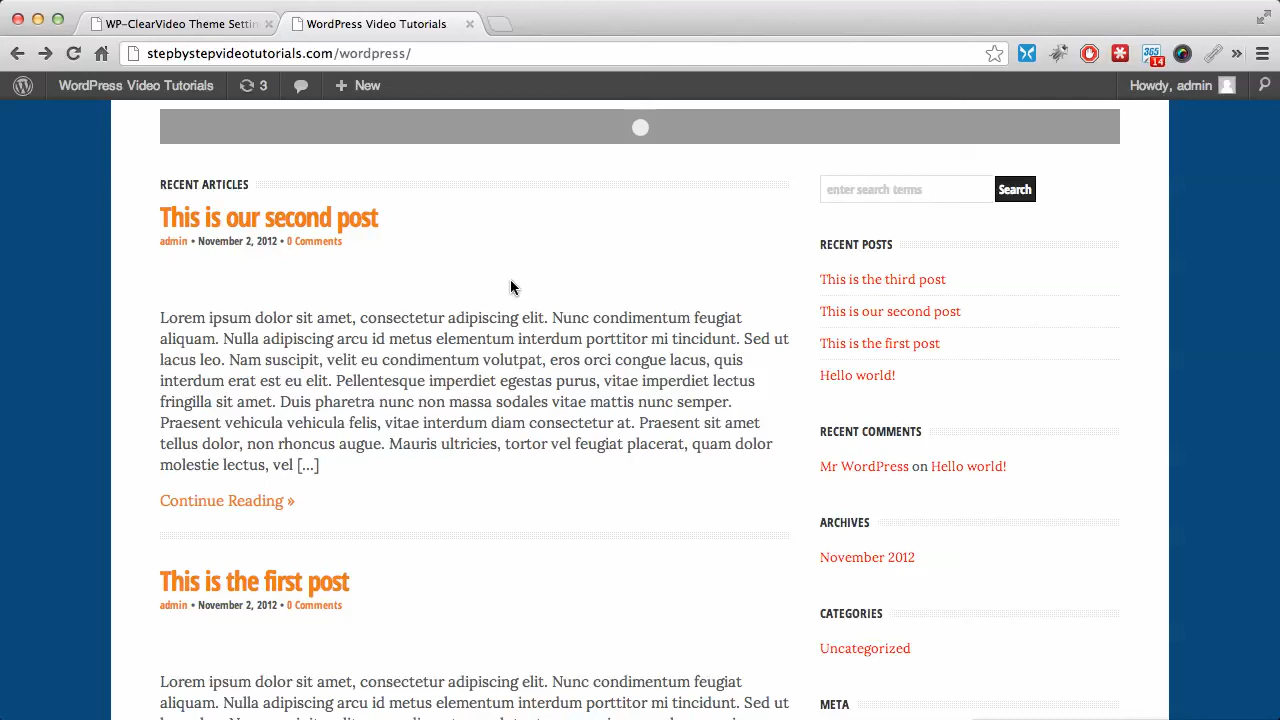 WP-ClearVideo Theme Settin
WordPress Video Tutorials
stepbystepvideotutorials.com/wordpress/
365
14
WordPress Video Tutorials
3
+ New
Howdy, admin
RECENT ARTICLES
This is our second post
admin • November 2, 2012 • 0 Comments
Lorem ipsum dolor sit amet, consectetur adipiscing elit. Nunc condimentum feugiat
aliquam. Nulla adipiscing arcu id metus elementum interdum porttitor mi tincidunt. Sed ut
lacus leo. Nam suscipit, velit eu condimentum volutpat, eros orci congue lacus, quis
interdum erat est eu elit. Pellentesque imperdiet egestas purus, vitae imperdiet lectus
fringilla sit amet. Duis pharetra nunc non massa sodales vitae mattis nunc semper.
Praesent vehicula vehicula felis, vitae interdum diam consectetur at. Praesent sit amet
tellus dolor, non rhoncus augue. Mauris ultricies, tortor vel feugiat placerat, quam dolor
molestie lectus, vel [...]
Continue Reading »
This is the first post
admin • November 2, 2012 • 0 Comments
Lorem ipsum dolor sit amet, consectetur adipiscing elit. Nunc condimentum feugiat
aliquam. Nulla adipiscing arcu id metus elementum interdum porttitor mi tincidunt. Sed ut
enter search terms
Search
RECENT POSTS
This is the third post
This is our second post
This is the first post
Hello world!
RECENT COMMENTS
Mr WordPress on Hello world!
ARCHIVES
November 2012
CATEGORIES
Uncategorized
META